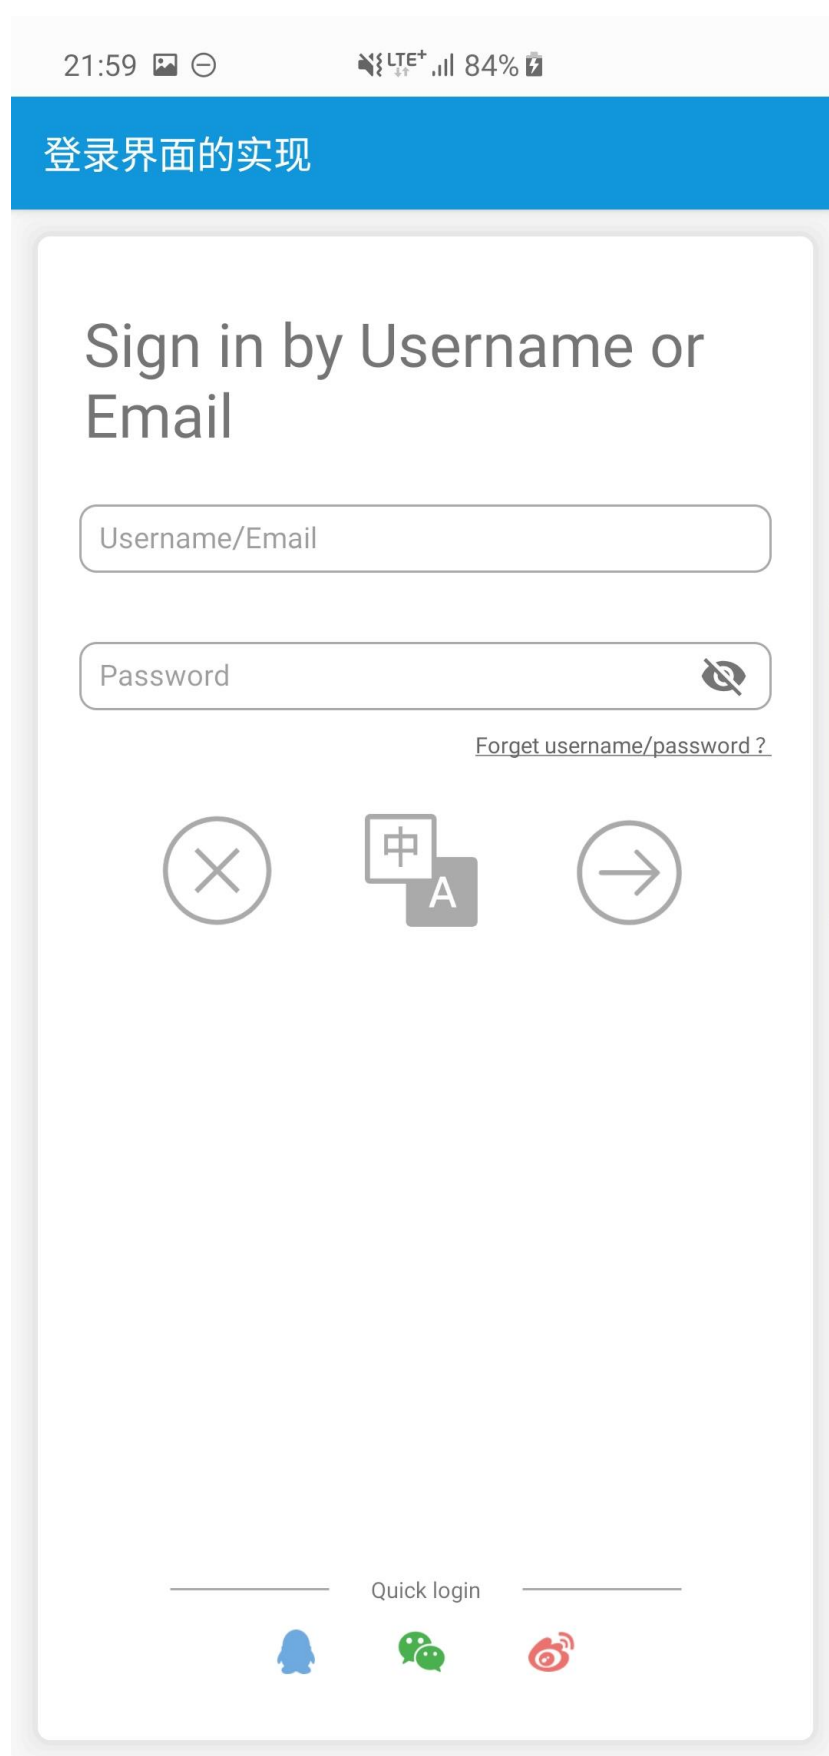 21:59 LTE+ 84%
登录界面的实现
Sign in by Username or
Email
Username/Email
Password
Forget username/password？
中
A
Quick login